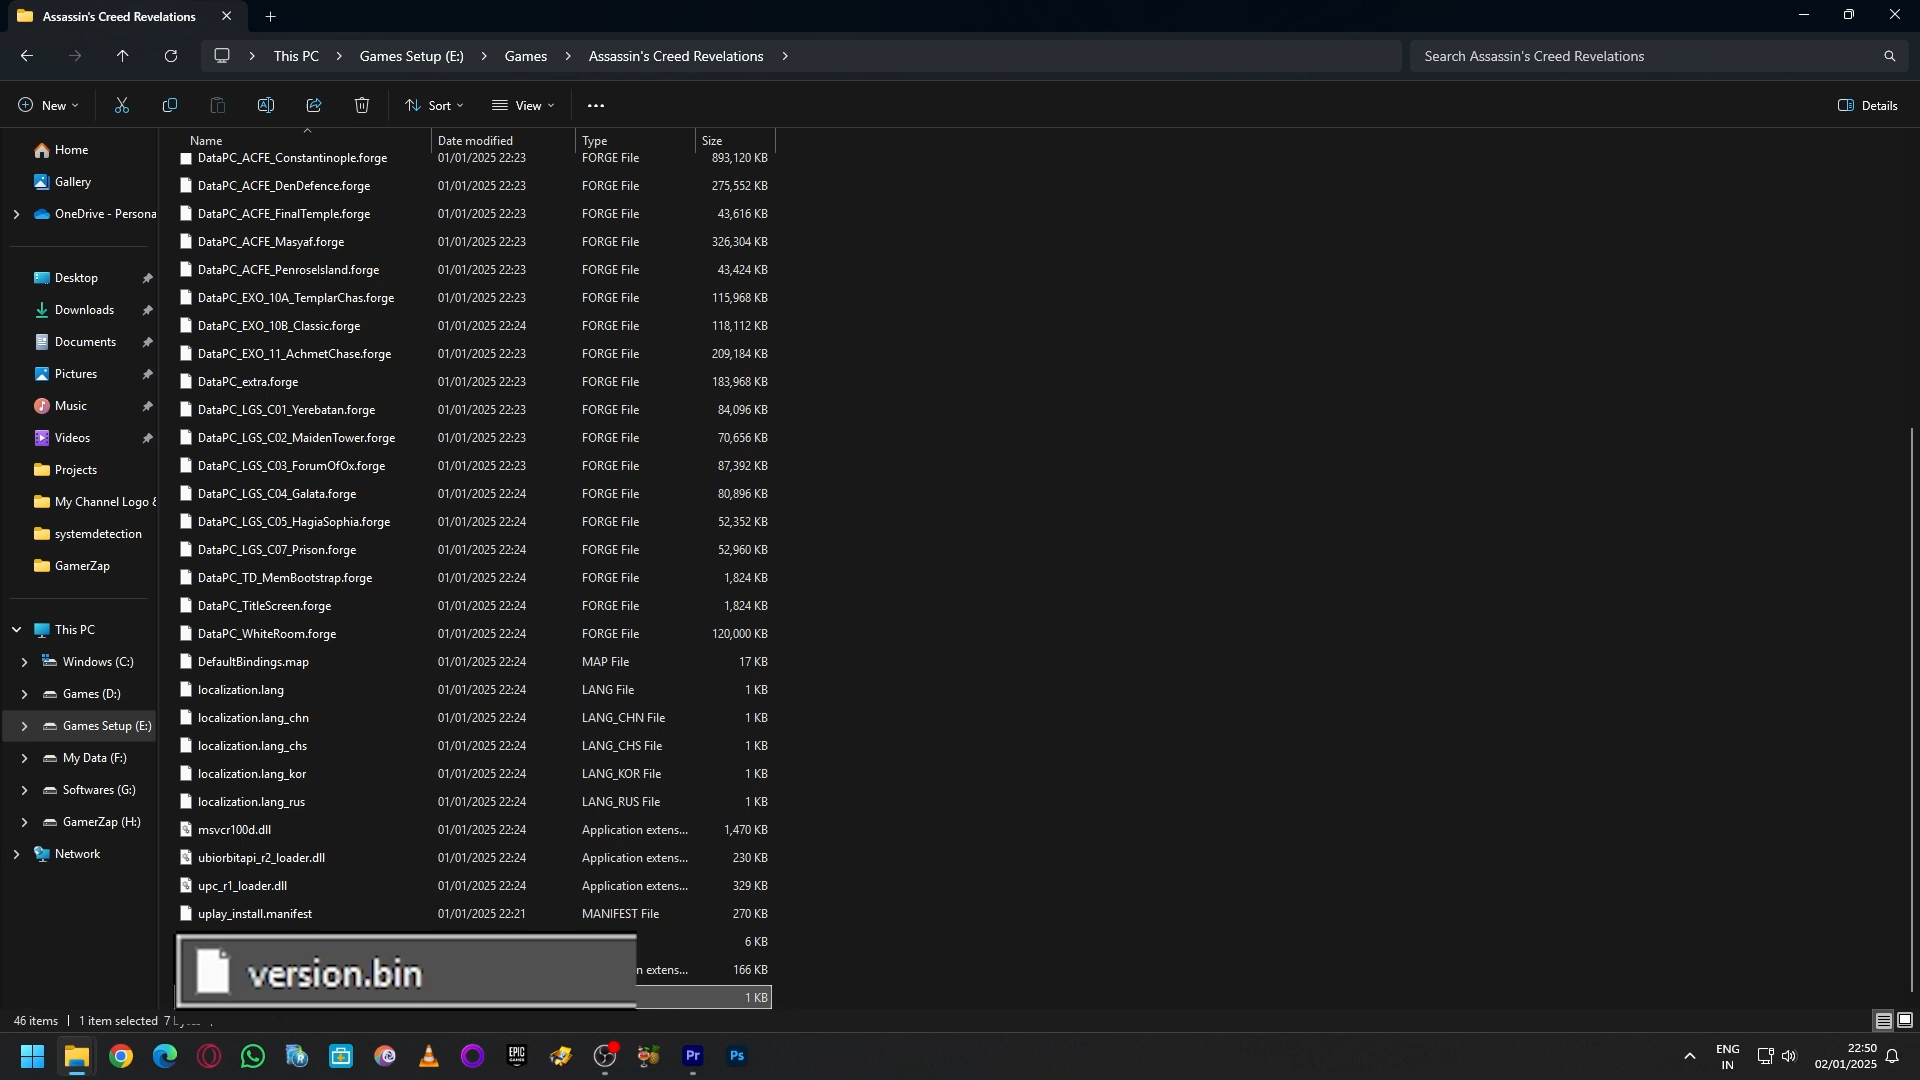 Assassin's Creed Revelations
This PC
Games Setup (E:)
Games
Assassin's Creed Revelations
Search Assassin's Creed Revelations
New
Sort
View
Details
Home
Gallery
OneDrive - Persona
Desktop
Downloads
Documents
Pictures
Music
Videos
Projects
My Channel Logo &
systemdetection
GamerZap
This PC
Windows (C:)
Games (D:)
Games Setup (E:)
My Data (F:)
Softwares (G:)
GamerZap (H:)
Network
Name Date modified Type Size
DataPC_ACFE_Constantinople.forge 01/01/2025 22:23 FORGE File 893,120 KB
DataPC_ACFE_DenDefence.forge 01/01/2025 22:23 FORGE File 275,552 KB
DataPC_ACFE_FinalTemple.forge 01/01/2025 22:23 FORGE File 43,616 KB
DataPC_ACFE_Masyaf.forge 01/01/2025 22:23 FORGE File 326,304 KB
DataPC_ACFE_PenroseIsland.forge 01/01/2025 22:23 FORGE File 43,424 KB
DataPC_EXO_10A_TemplarChas.forge 01/01/2025 22:23 FORGE File 115,968 KB
DataPC_EXO_10B_Classic.forge 01/01/2025 22:24 FORGE File 118,112 KB
DataPC_EXO_11_AchmetChase.forge 01/01/2025 22:23 FORGE File 209,184 KB
DataPC_extra.forge 01/01/2025 22:23 FORGE File 183,968 KB
DataPC_LGS_C01_Yerebatan.forge 01/01/2025 22:23 FORGE File 84,096 KB
DataPC_LGS_C02_MaidenTower.forge 01/01/2025 22:23 FORGE File 70,656 KB
DataPC_LGS_C03_ForumOfOx.forge 01/01/2025 22:23 FORGE File 87,392 KB
DataPC_LGS_C04_Galata.forge 01/01/2025 22:24 FORGE File 80,896 KB
DataPC_LGS_C05_HagiaSophia.forge 01/01/2025 22:24 FORGE File 52,352 KB
DataPC_LGS_C07_Prison.forge 01/01/2025 22:24 FORGE File 52,960 KB
DataPC_TD_MemBootstrap.forge 01/01/2025 22:24 FORGE File 1,824 KB
DataPC_TitleScreen.forge 01/01/2025 22:24 FORGE File 1,824 KB
DataPC_WhiteRoom.forge 01/01/2025 22:24 FORGE File 120,000 KB
DefaultBindings.map 01/01/2025 22:24 MAP File 17 KB
localization.lang 01/01/2025 22:24 LANG File 1 KB
localization.lang_chn 01/01/2025 22:24 LANG_CHN File 1 KB
localization.lang_chs 01/01/2025 22:24 LANG_CHS File 1 KB
localization.lang_kor 01/01/2025 22:24 LANG_KOR File 1 KB
localization.lang_rus 01/01/2025 22:24 LANG_RUS File 1 KB
msvcr100d.dll 01/01/2025 22:24 Application extens... 1,470 KB
ubiorbitapi_r2_loader.dll 01/01/2025 22:24 Application extens... 230 KB
upc_r1_loader.dll 01/01/2025 22:24 Application extens... 329 KB
uplay_install.manifest 01/01/2025 22:21 MANIFEST File 270 KB
6 KB
version.bin
n extens... 166 KB
1 KB
46 items 1 item selected 7
EPIC
GAMES
Pr
Ps
ENG
IN
22:50
02/01/2025